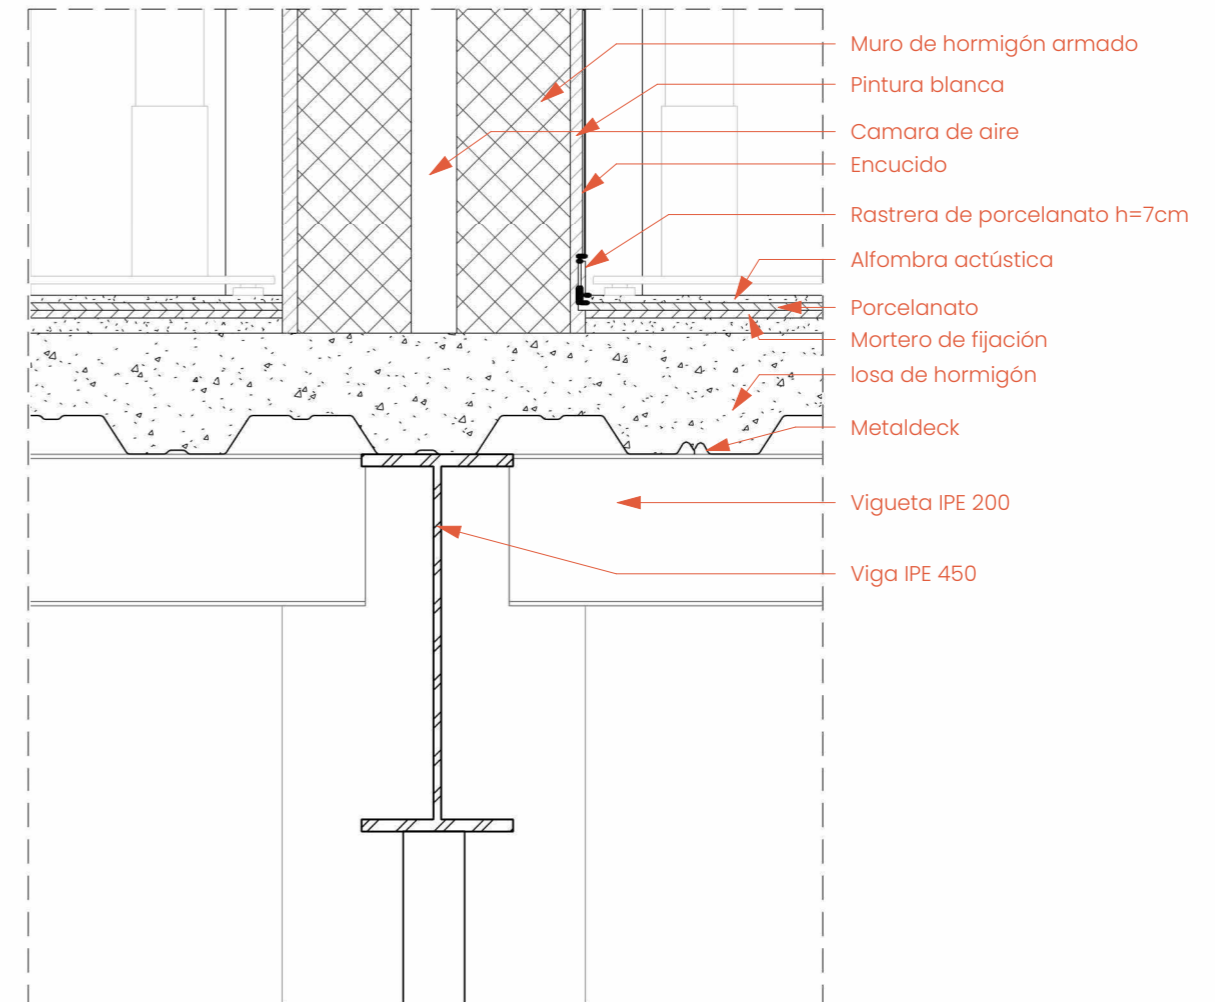 Muro de hormigón armado
Pintura blanca
Camara de aire
Encucido
Rastrera de porcelanato h=7cm
Alfombra actústica
Porcelanato
Mortero de fijación
losa de hormigón
Metaldeck
Vigueta IPE 200
Viga IPE 450